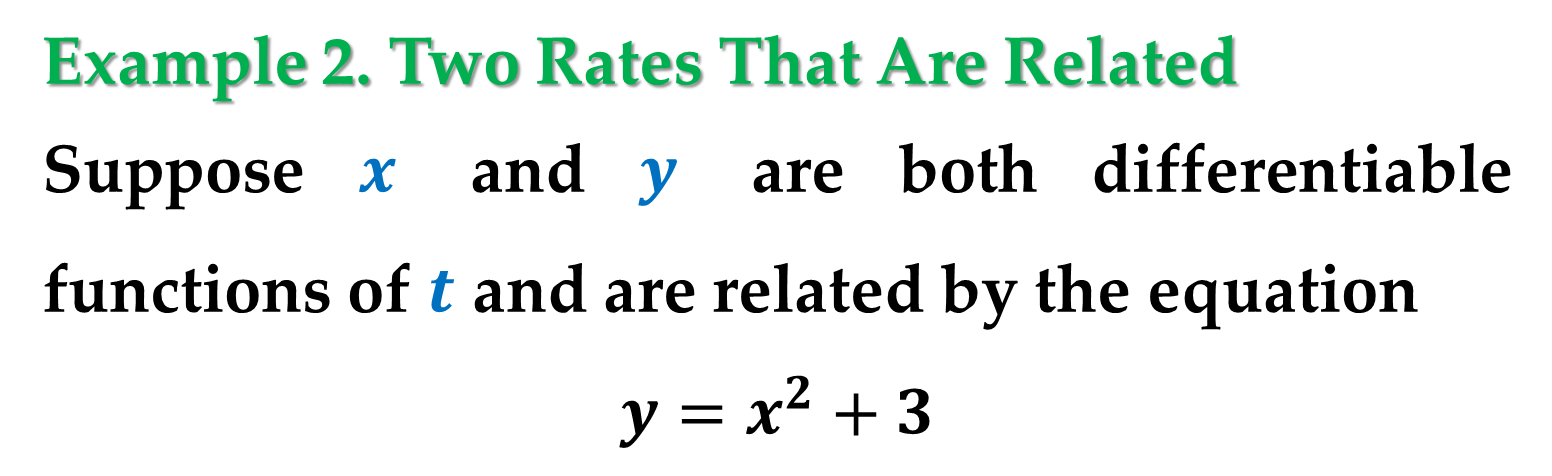 Example 2. Two Rates That Are Related
Suppose x and y are both differentiable
functions of t and are related by the equation
y = x² + 3